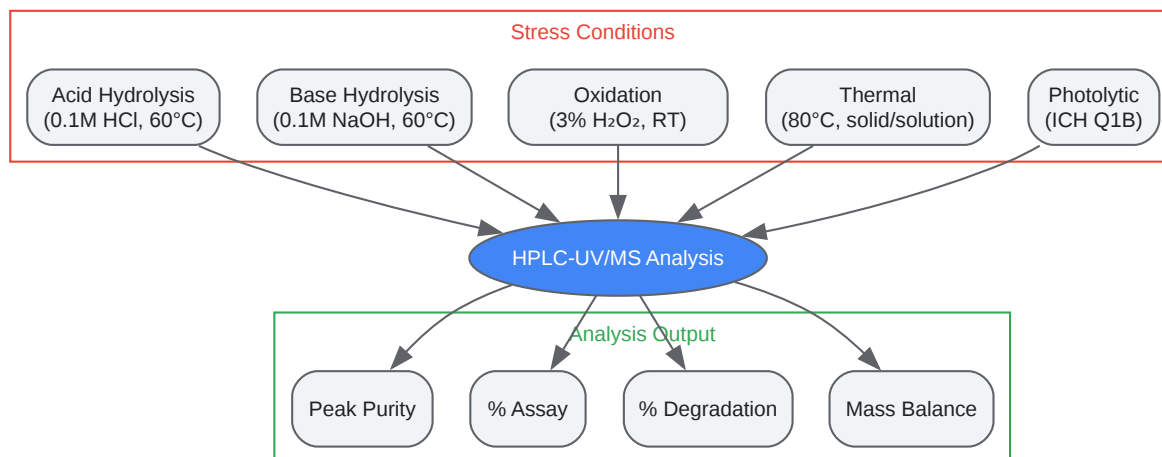 Stress Conditions
Acid Hydrolysis
(0.1M HCl, 60°C)
Base Hydrolysis
(0.1M NaOH, 60°C)
Oxidation
(3% H₂O₂, RT)
Thermal
(80°C, solid/solution)
Photolytic
(ICH Q1B)
HPLC-UV/MS Analysis
Analysis Output
Peak Purity
% Assay
% Degradation
Mass Balance